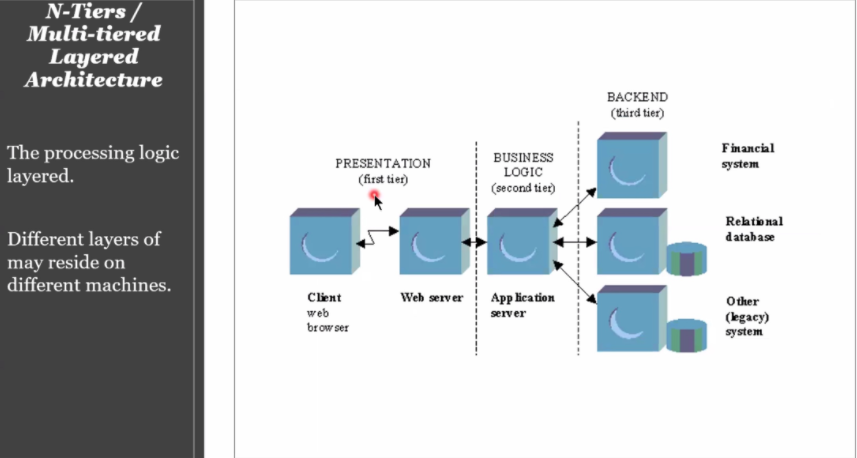 N-Tiers /
Multi-tiered
Layered
Architecture
The processing logic
layered.
Different layers of
may reside on
different machines.
PRESENTATION
(first tier)
BUSINESS
LOGIC
(second tier)
BACKEND
(third tier)
Client
web
browser
Web server
Application
server
Financial
system
Relational
database
Other
(legacy)
system